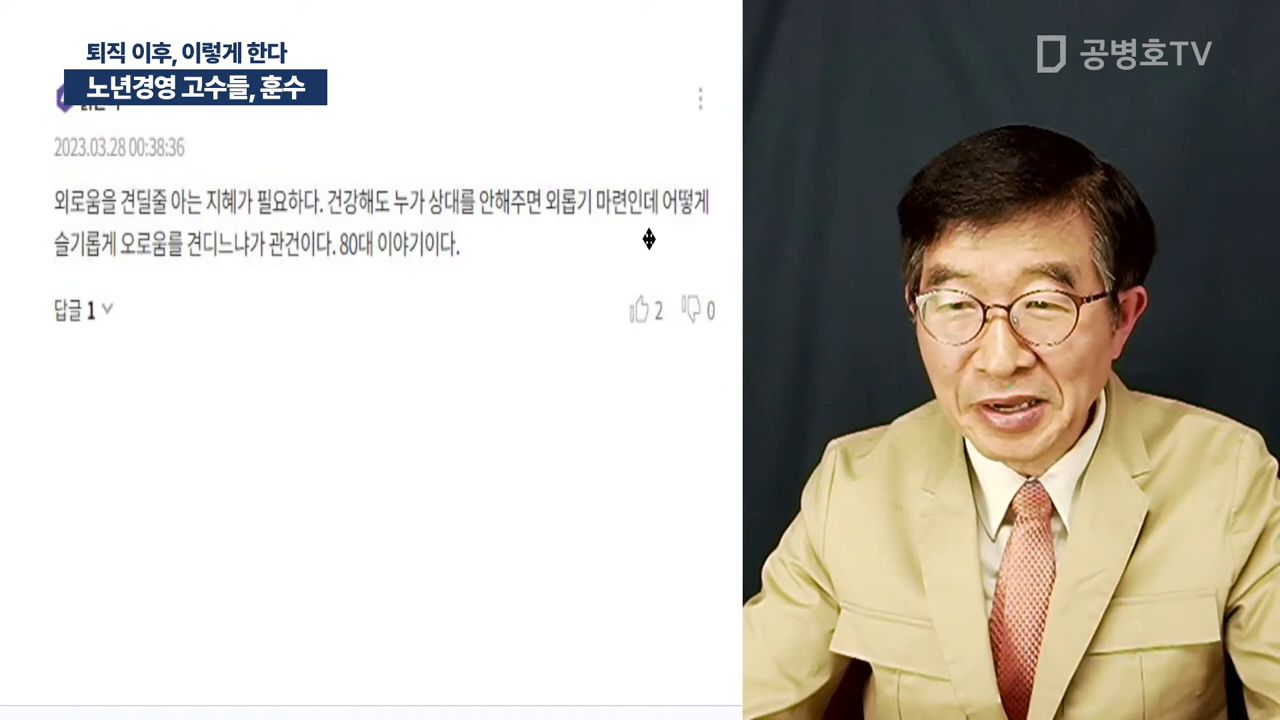 퇴직 이후, 이렇게 한다
노년경영 고수들, 훈수
공병호TV
2023.03.28 00:38:36
외로움을 견딜줄 아는 지혜가 필요하다. 건강해도 누가 상대를 안해주면 외롭기 마련인데 어떻게
슬기롭게 오로움를 견디느냐가 관건이다. 80대 이야기이다.
답글 1
2 0